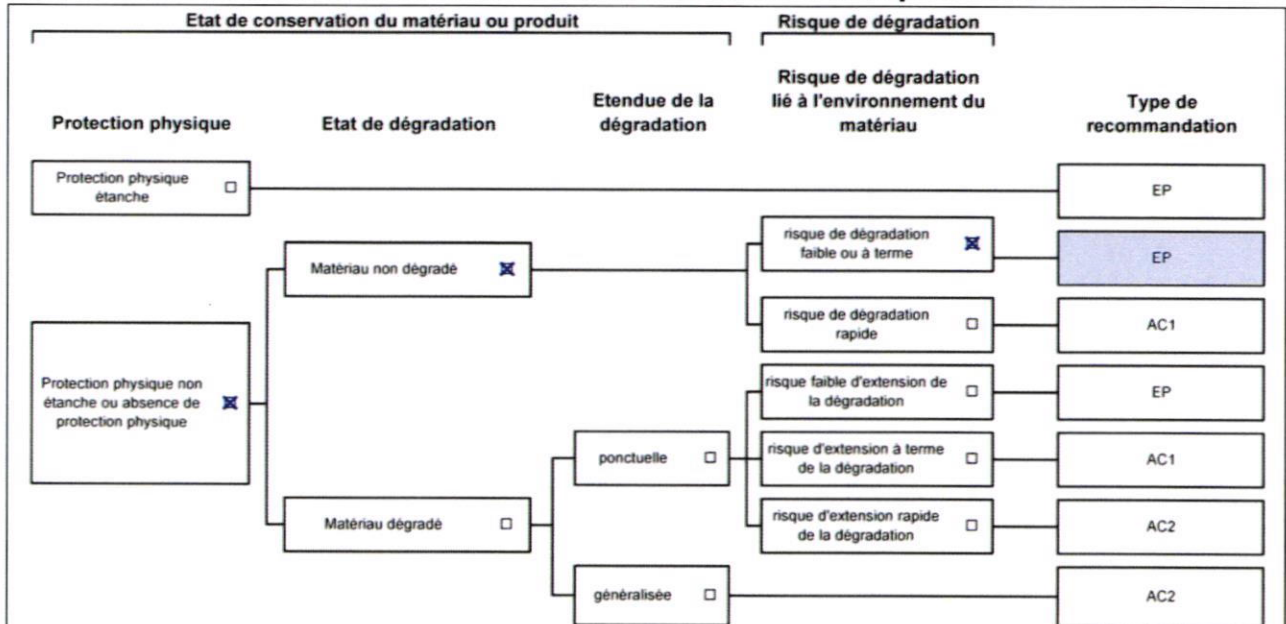 Etat de conservation du matériau ou produit
Risque de dégradation
Protection physique
Etat de dégradation
Etendue de la
dégradation
Risque de dégradation
lié à l'environnement du
matériau
Type de
recommandation
Protection physique
étanche
EP
Matériau non dégradé
risque de dégradation
faible ou à terme
EP
risque de dégradation
rapide
AC1
Protection physique non
étanche ou absence de
protection physique
risque faible d'extension de
la dégradation
EP
ponctuelle
risque d'extension à terme
de la dégradation
AC1
Matériau dégradé
risque d'extension rapide
de la dégradation
AC2
généralisée
AC2